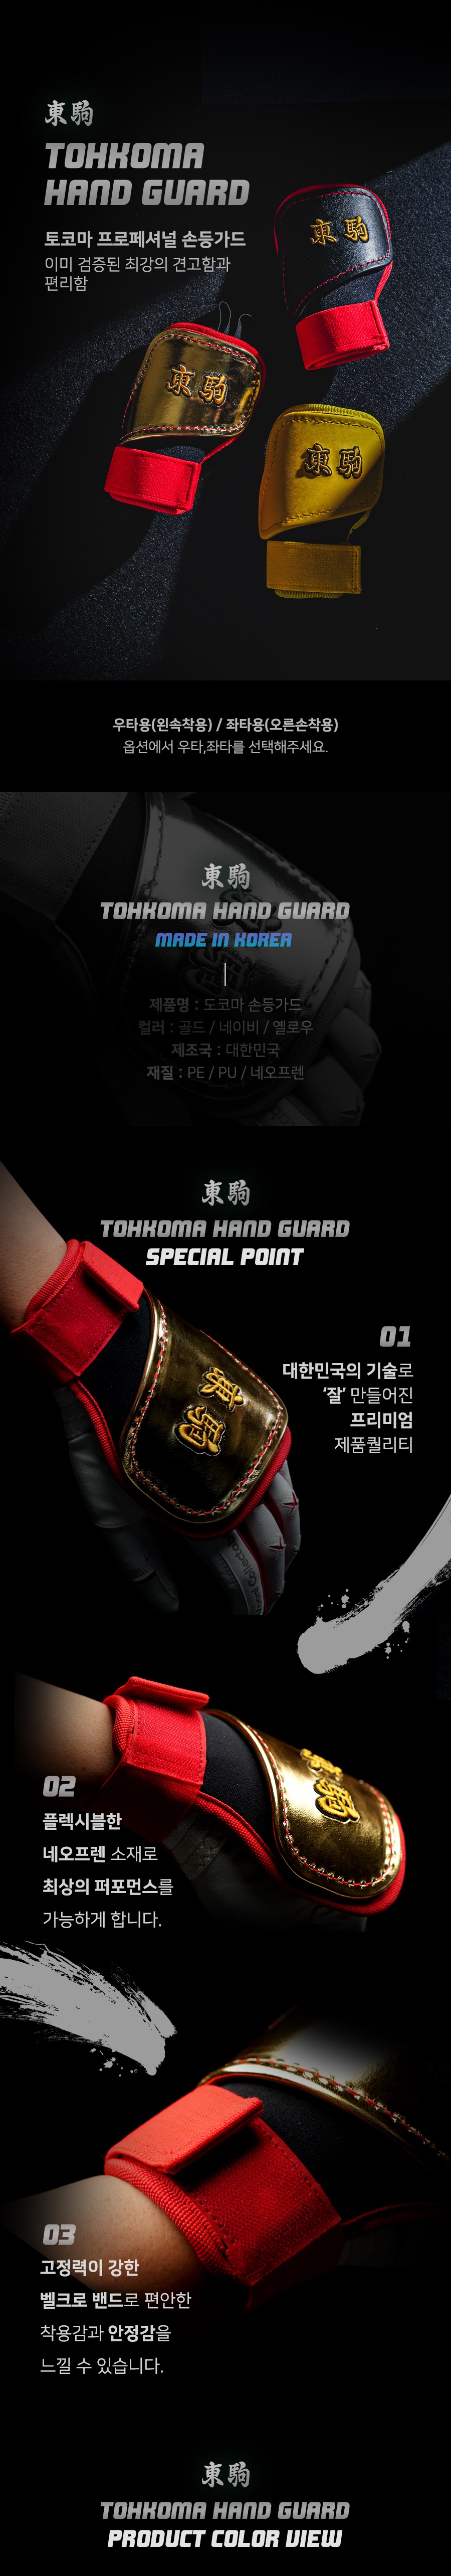 東駒
TOHKOMA
HAND GUARD
토코마 프로페셔널 손등가드
이미 검증된 최강의 견고함과
편리함
東駒
東駒
東駒
우타용(왼속착용) / 좌타용(오른손착용)
옵션에서 우타,좌타를 선택해주세요.
東駒
TOHKOMA HAND GUARD
MADE IN KOREA
제품명 : 도코마 손등가드
컬러 : 골드 / 네이비 / 옐로우
제조국 : 대한민국
재질 : PE / PU / 네오프렌
東駒
TOHKOMA HAND GUARD
SPECIAL POINT
01
대한민국의 기술로
'잘' 만들어진
프리미엄
제품퀄리티
東駒
02
플렉시블한
네오프렌 소재로
최상의 퍼포먼스를
가능하게 합니다.
東駒
03
고정력이 강한
벨크로 밴드로 편안한
착용감과 안정감을
느낄 수 있습니다.
東駒
TOHKOMA HAND GUARD
PRODUCT COLOR VIEW